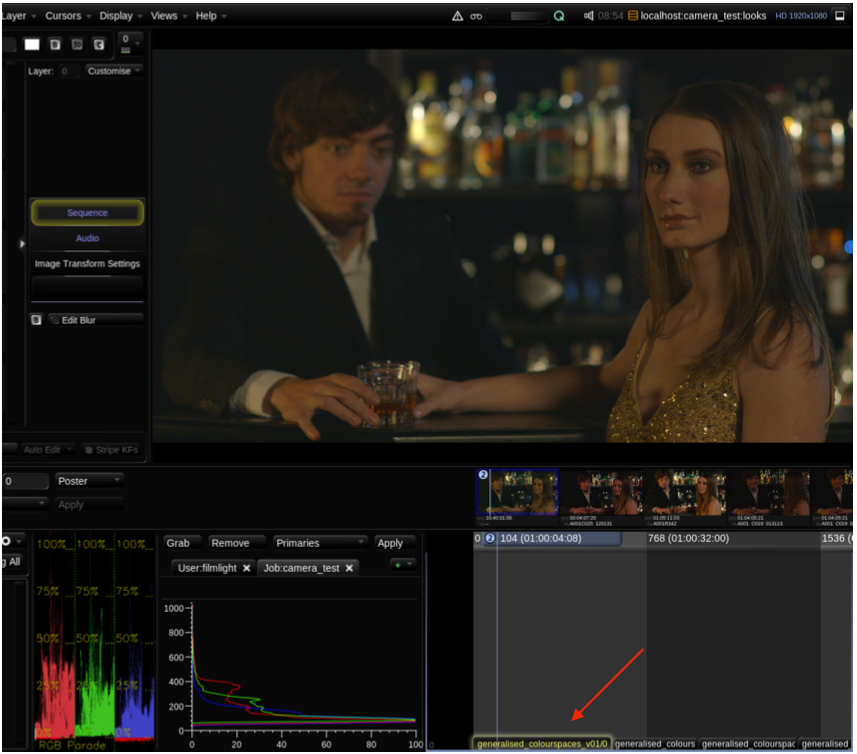 Layer Cursors Display Views Help 08:54 localhost:camera_test:looks HD 1920x1080
0
Layer: 0 Customise
Sequence
Audio
Image Transform Settings
Edit Blur
Auto Edit Stripe KFs
0 Poster
Apply
2
0 2 104 (01:00:04:08) 768 (01:00:32:00) 1536 (
g All
100% 100% 100%
75% 75% 75%
50% 50% 50%
25% 25% 25%
0% 0% 0%
RGB Parade
Grab Remove Primaries Apply
User:filmlight Job:camera_test
1000
800
600
400
200
0
0 20 40 60 80 100
0
generalised_colourspaces_v01/0 generalised_colours generalised_colourspac generalised